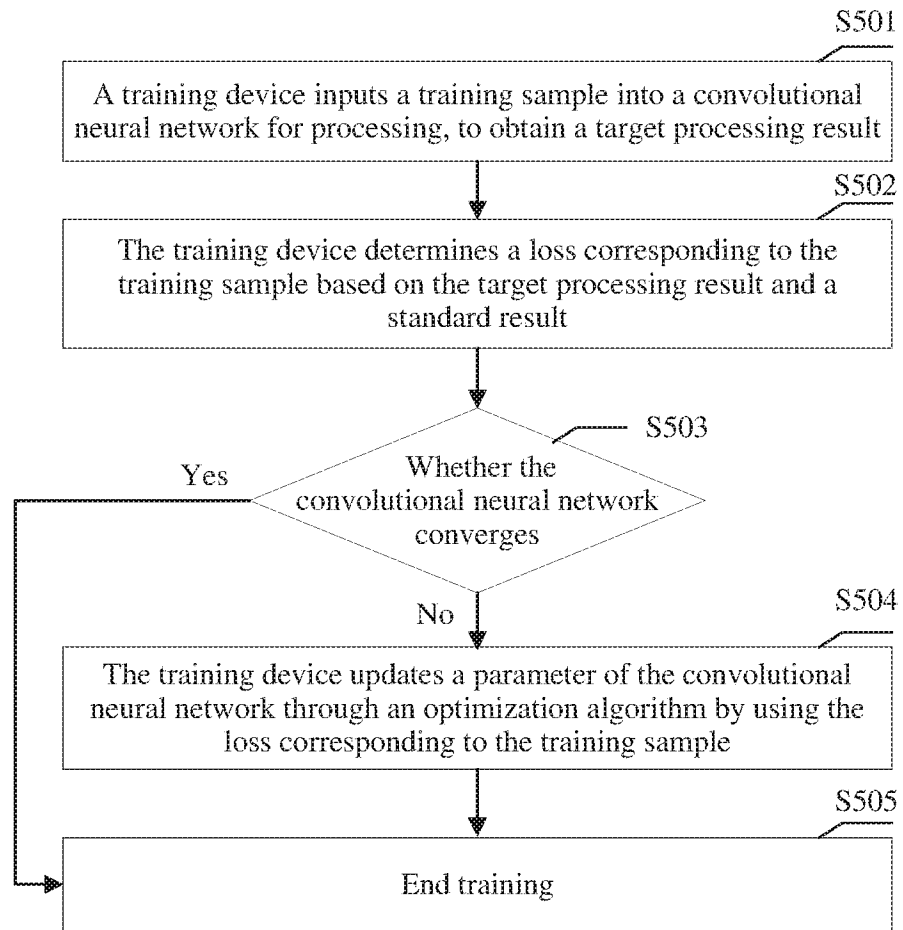 S501
A training device inputs a training sample into a convolutional
neural network for processing, to obtain a target processing result
S502
The training device determines a loss corresponding to the
training sample based on the target processing result and a
standard result
S503
Whether the
convolutional neural network
converges
Yes
No
S504
The training device updates a parameter of the convolutional
neural network through an optimization algorithm by using the
loss corresponding to the training sample
S505
End training